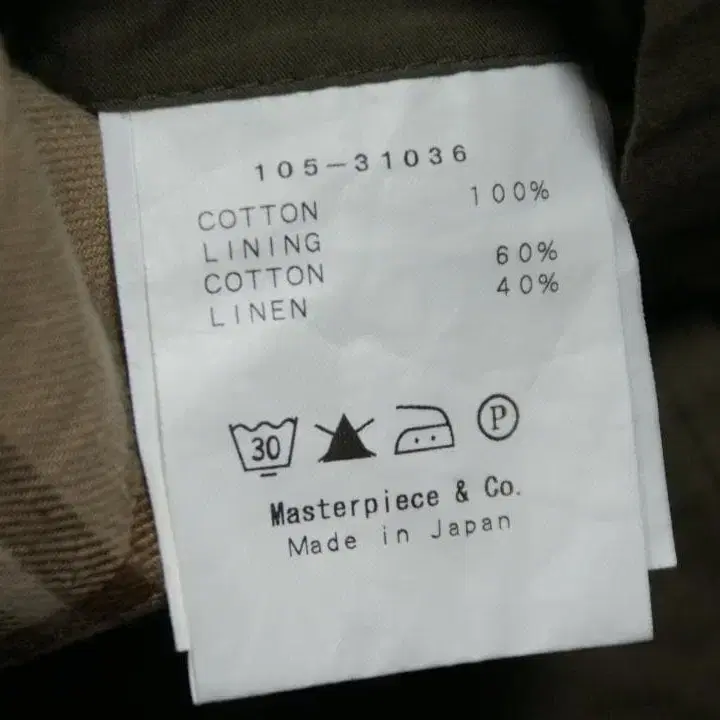 105-31036
COTTON 100%
LINING
COTTON 60%
LINEN 40%
30
P
Masterpiece & Co.
Made in Japan